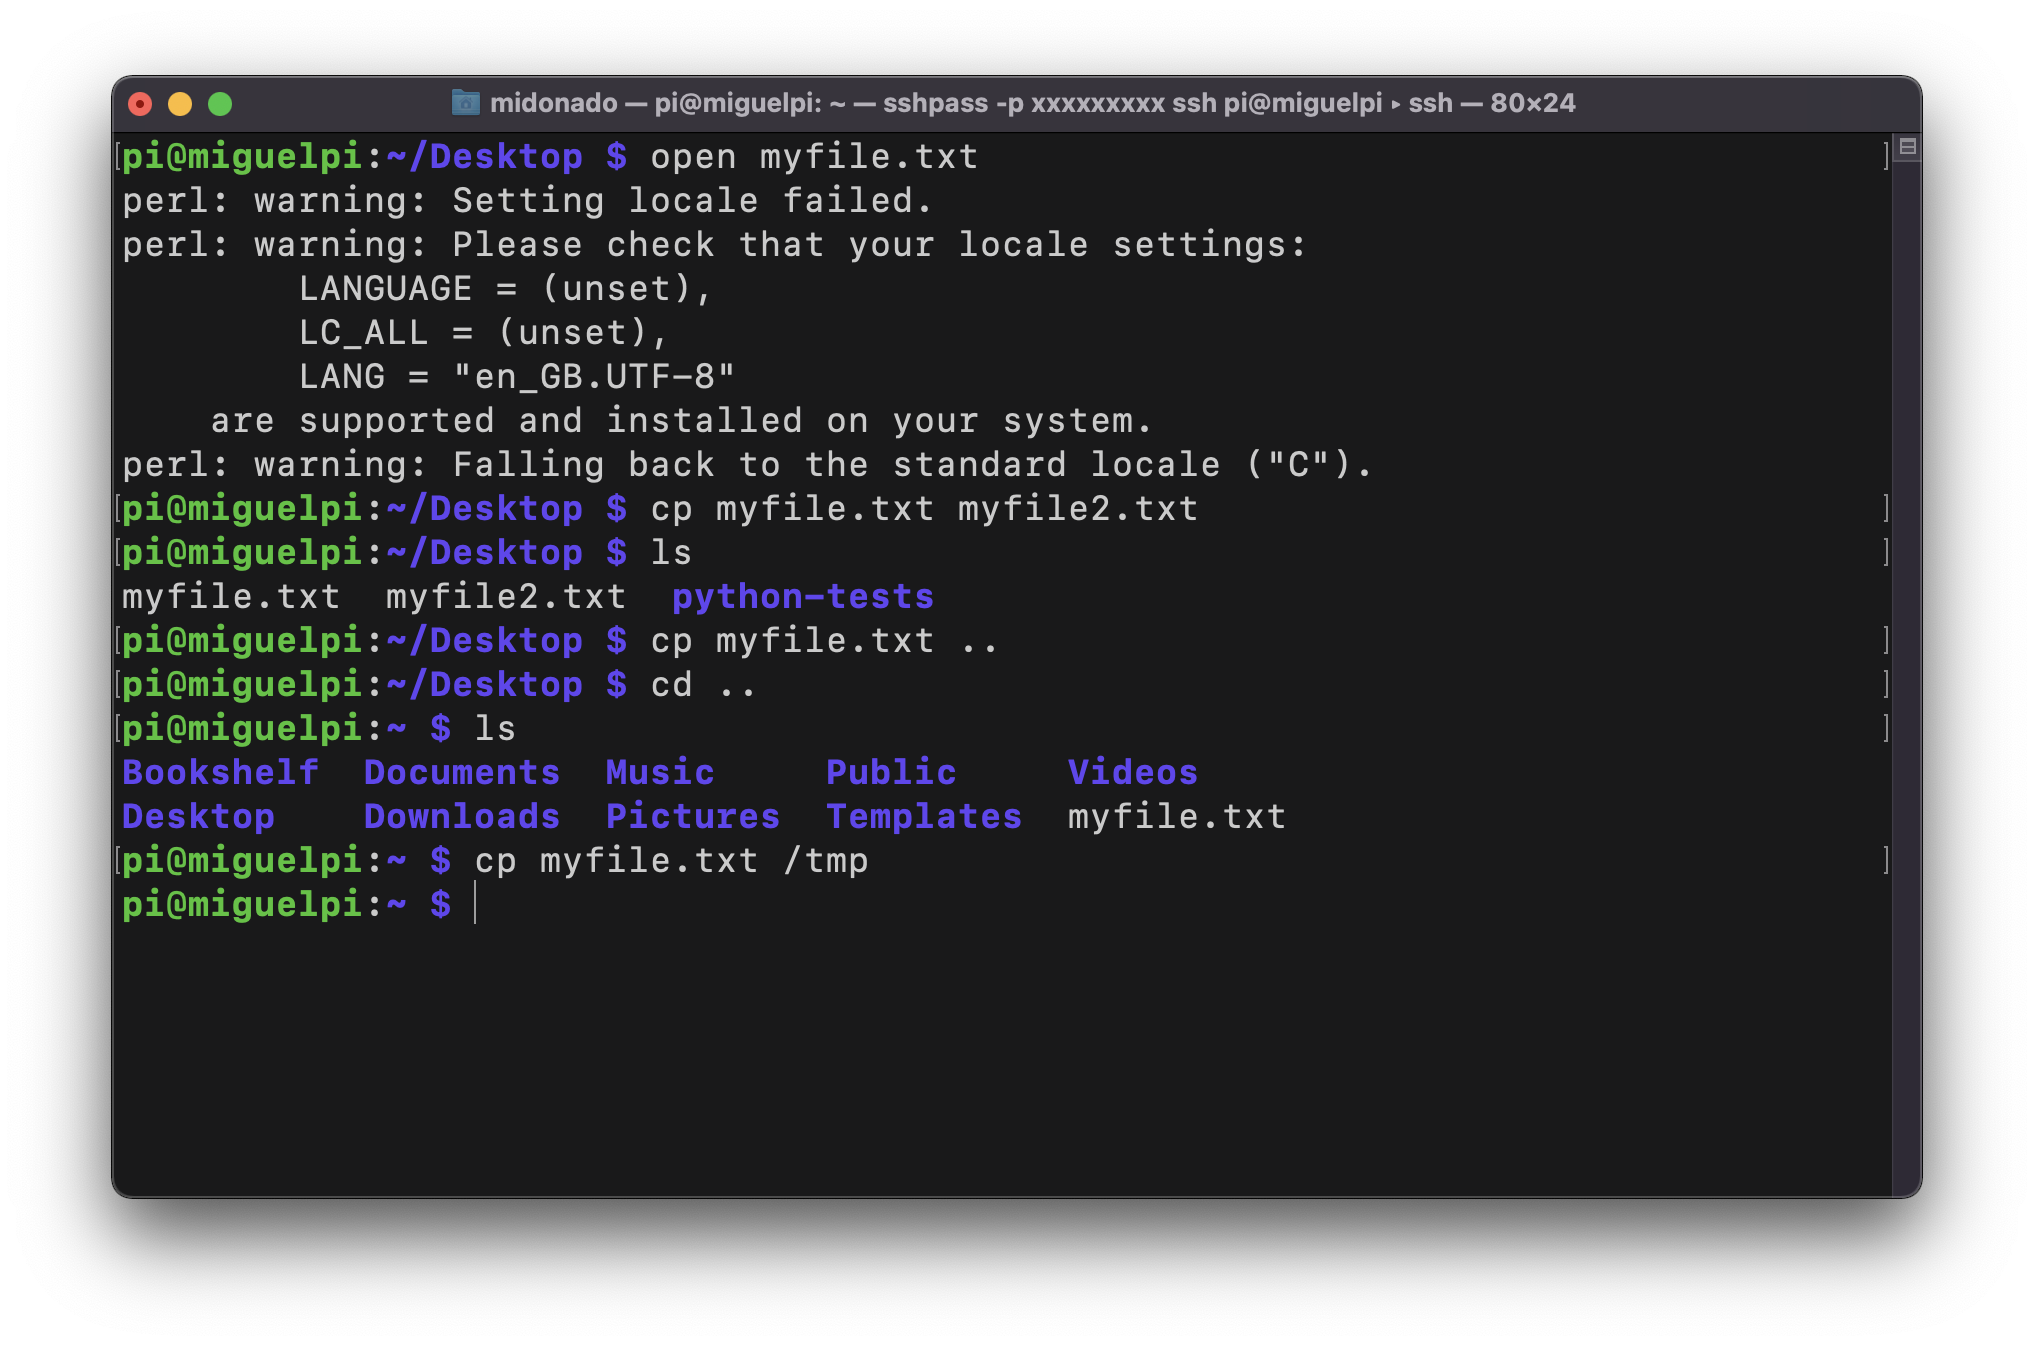 midonado — pi@miguelpi: ~ — sshpass -p xxxxxxxxx ssh pi@miguelpi ▸ ssh — 80×24
pi@miguelpi:~/Desktop $ open myfile.txt
perl: warning: Setting locale failed.
perl: warning: Please check that your locale settings:
        LANGUAGE = (unset),
        LC_ALL = (unset),
        LANG = "en_GB.UTF-8"
    are supported and installed on your system.
perl: warning: Falling back to the standard locale ("C").
pi@miguelpi:~/Desktop $ cp myfile.txt myfile2.txt
pi@miguelpi:~/Desktop $ ls
myfile.txt  myfile2.txt  python-tests
pi@miguelpi:~/Desktop $ cp myfile.txt ..
pi@miguelpi:~/Desktop $ cd ..
pi@miguelpi:~ $ ls
Bookshelf  Documents  Music     Public     Videos
Desktop    Downloads  Pictures  Templates  myfile.txt
pi@miguelpi:~ $ cp myfile.txt /tmp
pi@miguelpi:~ $